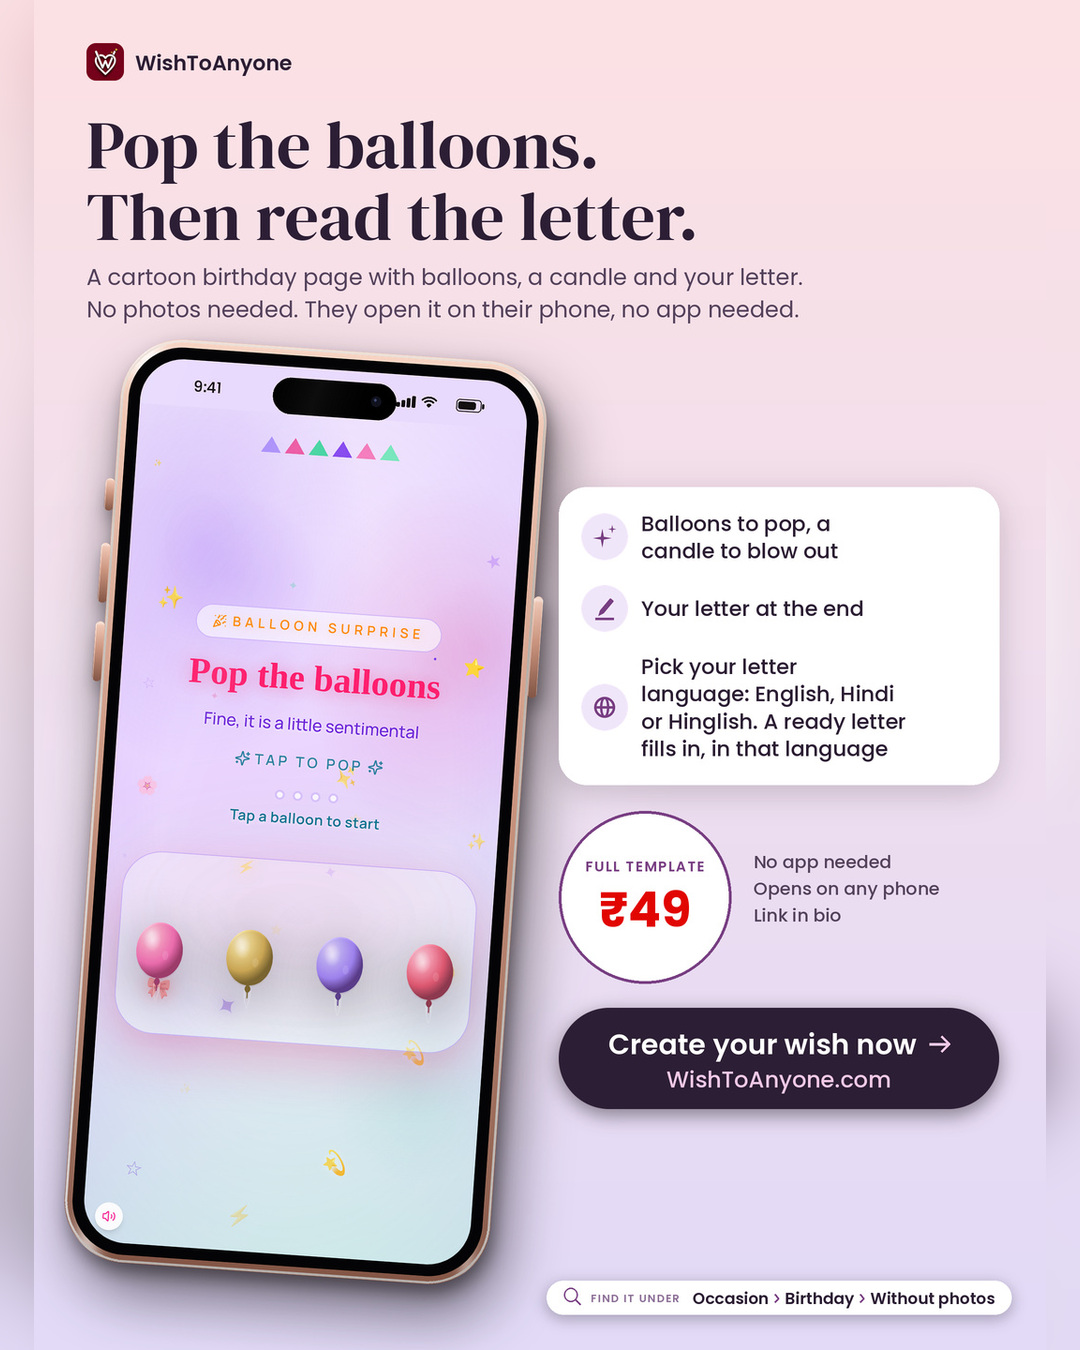 WishToAnyone
Pop the balloons.
Then read the letter.
A cartoon birthday page with balloons, a candle and your letter.
No photos needed. They open it on their phone, no app needed.
9:41
BALLOON SURPRISE
Pop the balloons
Fine, it is a little sentimental
TAP TO POP
Tap a balloon to start
Balloons to pop, a
candle to blow out
Your letter at the end
Pick your letter
language: English, Hindi
or Hinglish. A ready letter
fills in, in that language
FULL TEMPLATE
₹49
No app needed
Opens on any phone
Link in bio
Create your wish now →
WishToAnyone.com
FIND IT UNDER Occasion > Birthday > Without photos